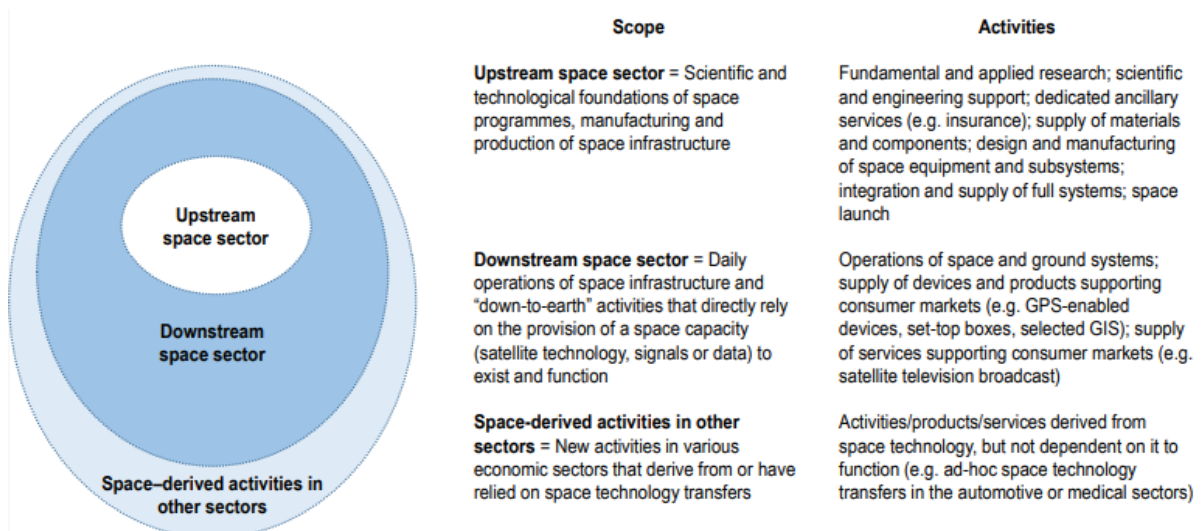 Scope
Activities
Upstream
space sector
Downstream
space sector
Space–derived activities in
other sectors
Upstream space sector = Scientific and
technological foundations of space
programmes, manufacturing and
production of space infrastructure
Fundamental and applied research; scientific
and engineering support; dedicated ancillary
services (e.g. insurance); supply of materials
and components; design and manufacturing
of space equipment and subsystems;
integration and supply of full systems; space
launch
Downstream space sector = Daily
operations of space infrastructure and
“down-to-earth” activities that directly rely
on the provision of a space capacity
(satellite technology, signals or data) to
exist and function
Operations of space and ground systems;
supply of devices and products supporting
consumer markets (e.g. GPS-enabled
devices, set-top boxes, selected GIS); supply
of services supporting consumer markets (e.g.
satellite television broadcast)
Space-derived activities in other
sectors = New activities in various
economic sectors that derive from or have
relied on space technology transfers
Activities/products/services derived from
space technology, but not dependent on it to
function (e.g. ad-hoc space technology
transfers in the automotive or medical sectors)